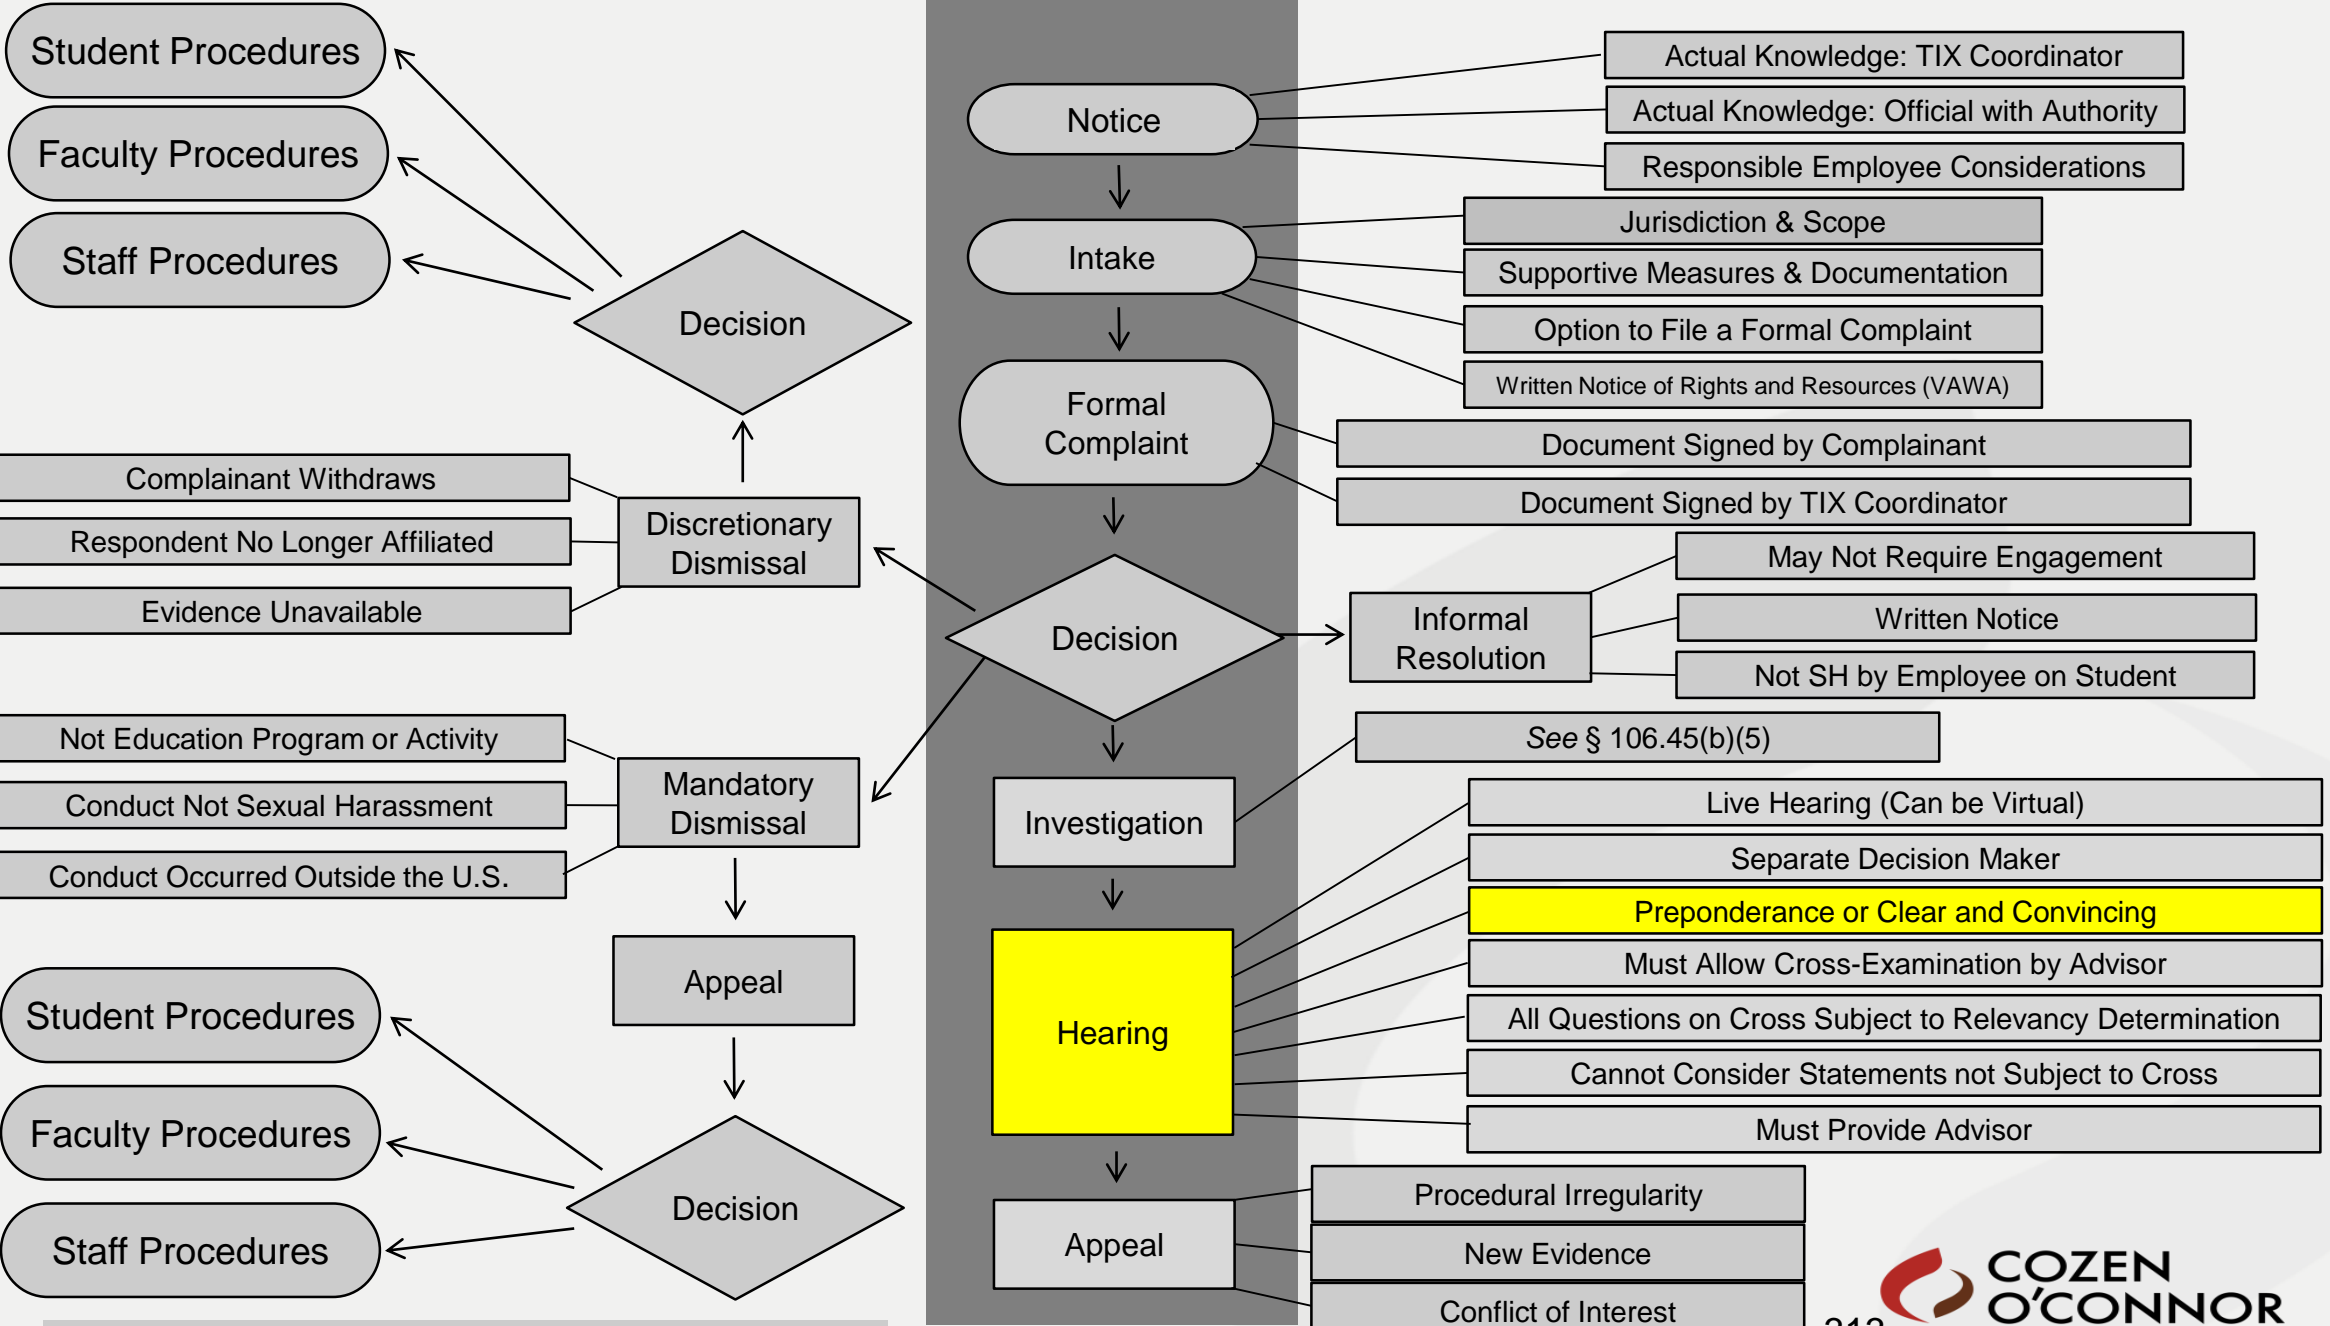 Student Procedures
Faculty Procedures
Staff Procedures
Decision
Complainant Withdraws
Respondent No Longer Affiliated
Evidence Unavailable
Discretionary
Dismissal
Not Education Program or Activity
Conduct Not Sexual Harassment
Conduct Occurred Outside the U.S.
Mandatory
Dismissal
Appeal
Student Procedures
Faculty Procedures
Staff Procedures
Decision
Notice
Intake
Formal
Complaint
Decision
Investigation
Hearing
Appeal
Actual Knowledge: TIX Coordinator
Actual Knowledge: Official with Authority
Responsible Employee Considerations
Jurisdiction & Scope
Supportive Measures & Documentation
Option to File a Formal Complaint
Written Notice of Rights and Resources (VAWA)
Document Signed by Complainant
Document Signed by TIX Coordinator
Informal
Resolution
May Not Require Engagement
Written Notice
Not SH by Employee on Student
See § 106.45(b)(5)
Live Hearing (Can be Virtual)
Separate Decision Maker
Preponderance or Clear and Convincing
Must Allow Cross-Examination by Advisor
All Questions on Cross Subject to Relevancy Determination
Cannot Consider Statements not Subject to Cross
Must Provide Advisor
Procedural Irregularity
New Evidence
Conflict of Interest
COZEN
O'CONNOR